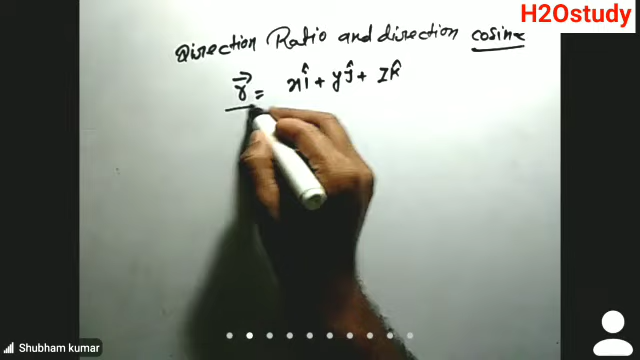 H2Ostudy
Direction Ratio and direction cosine
r⃗ = xî + yĵ + zk̂
Shubham kumar